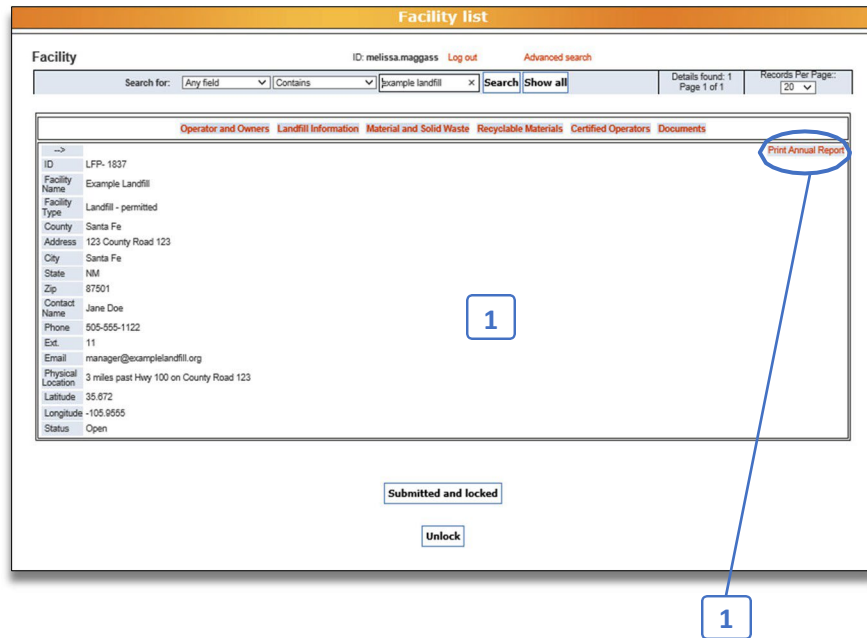 Facility list
Facility ID: melissa.maggass Log out Advanced search
Search for: Any field Contains example landfill × Search Show all Details found: 1 Records Per Page::
Page 1 of 1 20
Operator and Owners Landfill Information Material and Solid Waste Recyclable Materials Certified Operators Documents
--> Print Annual Report
ID LFP- 1837
Facility Name Example Landfill
Facility Type Landfill - permitted
County Santa Fe
Address 123 County Road 123
City Santa Fe
State NM
Zip 87501
Contact Name Jane Doe
Phone 505-555-1122
Ext. 11
Email manager@examplelandfill.org
Physical Location 3 miles past Hwy 100 on County Road 123
Latitude 35.672
Longitude -105.9555
Status Open
1
Submitted and locked
Unlock
1